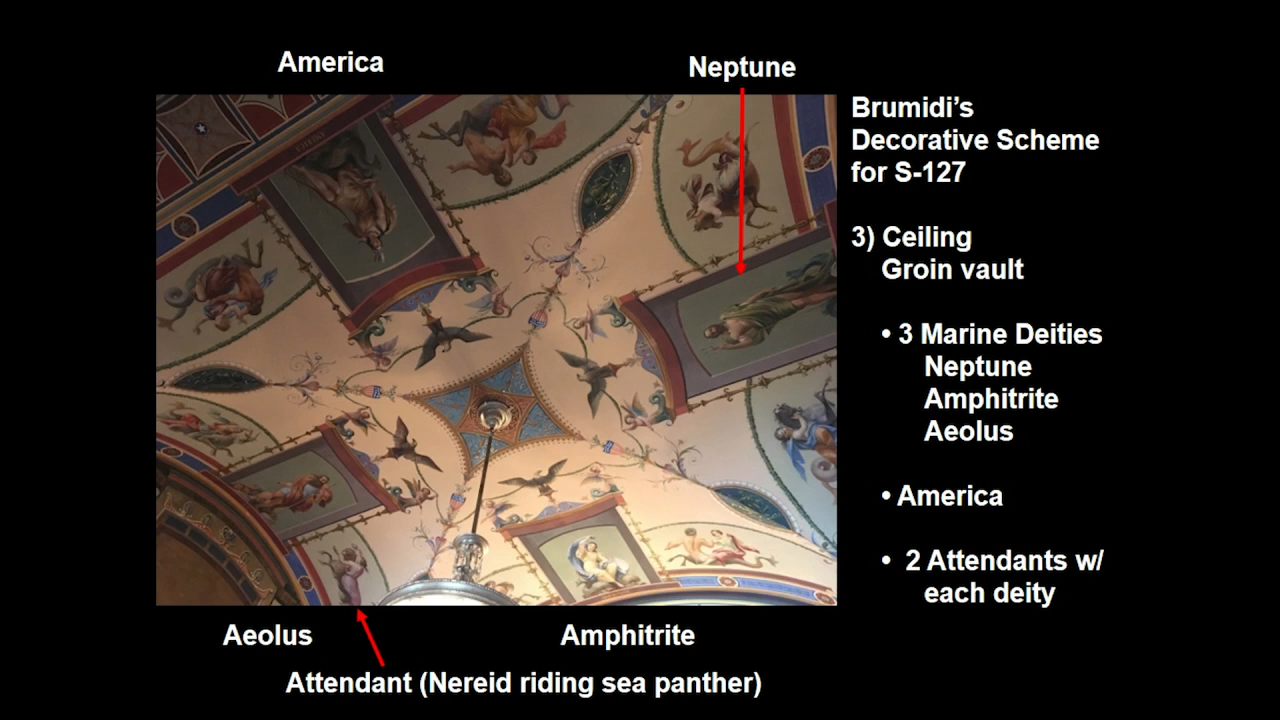 America
Neptune
Brumidi’s
Decorative Scheme
for S-127
3) Ceiling
Groin vault
• 3 Marine Deities
Neptune
Amphitrite
Aeolus
• America
• 2 Attendants w/
each deity
Aeolus
Amphitrite
Attendant (Nereid riding sea panther)